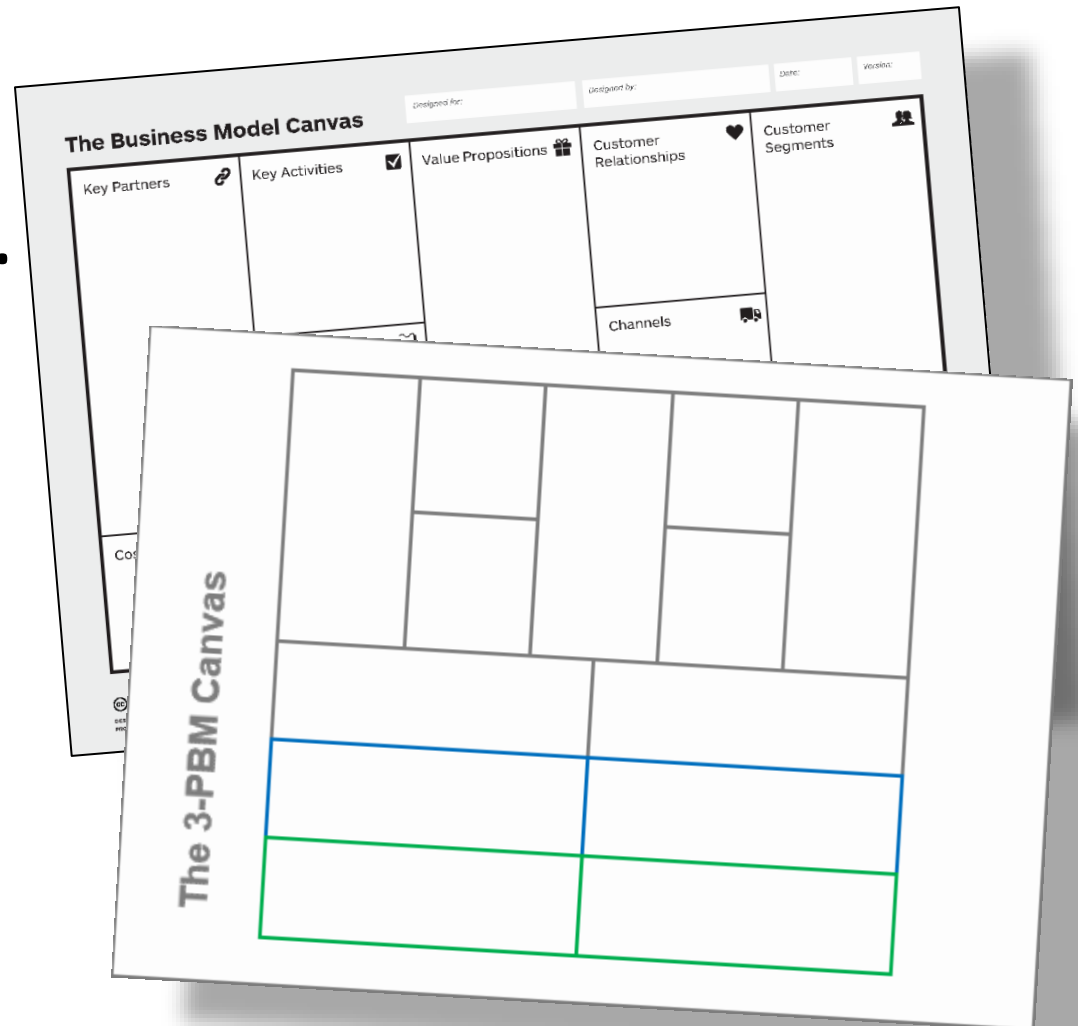 Designed for:
Designed by:
Date:
Version:
The Business Model Canvas
Key Partners
Key Activities
Value Propositions
Customer
Relationships
Customer
Segments
Channels
Cos
The 3-PBM Canvas